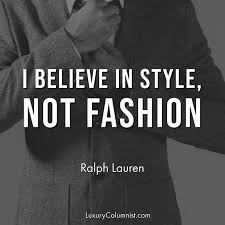 I BELIEVE IN STYLE,
NOT FASHION
Ralph Lauren
LuxuryColumnist.com